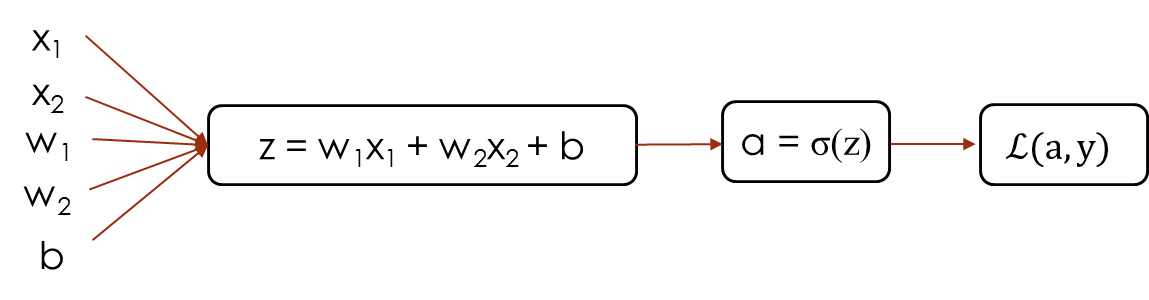 x₁
x₂
w₁
w₂
b
z = w₁x₁ + w₂x₂ + b
a = σ(z)
ℒ(a, y)